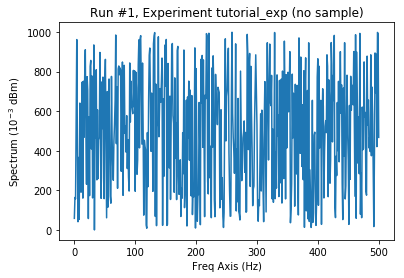 Run #1, Experiment tutorial_exp (no sample)
1000
800
600
400
200
0
Spectrum (10⁻³ dBm)
0 100 200 300 400 500
Freq Axis (Hz)